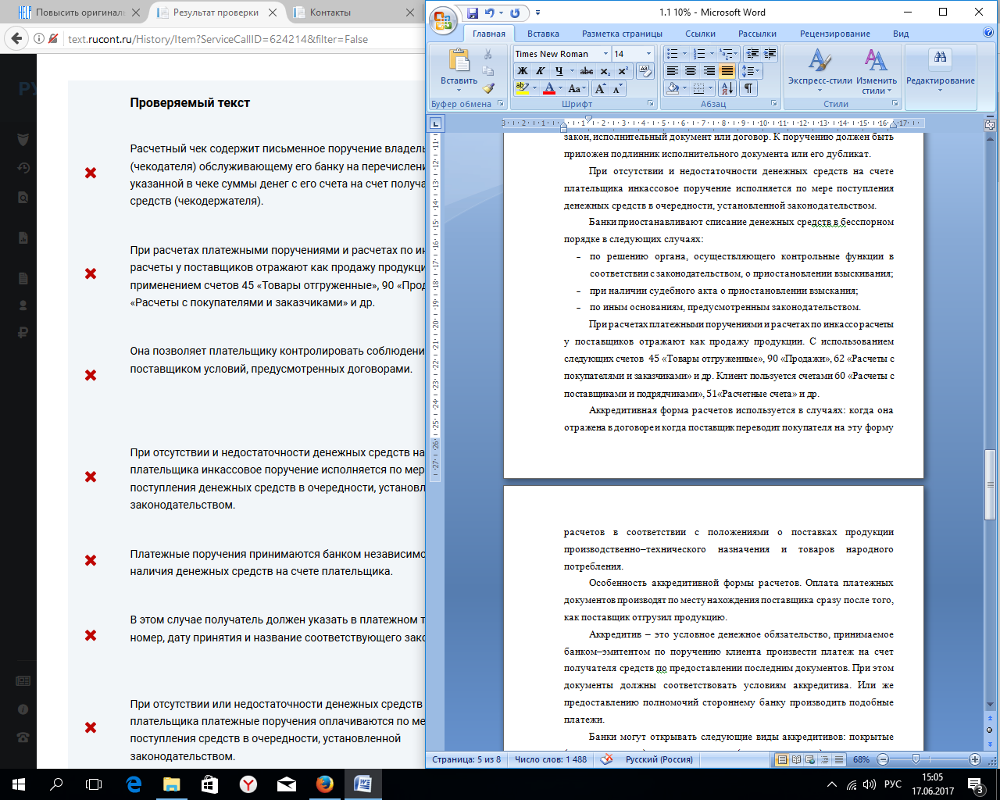 Повысить оригиналь
Результат проверки
Контакты
text.rucont.ru/History/Item?ServiceCallID=624214&filter=False
Проверяемый текст
Расчетный чек содержит письменное поручение владель
(чекодателя) обслуживающему его банку на перечислени
указанной в чеке суммы денег с его счета на счет получа
средств (чекодержателя).
При расчетах платежными поручениями и расчетах по ин
расчеты у поставщиков отражают как продажу продукци
применением счетов 45 «Товары отгруженные», 90 «Прод
«Расчеты с покупателями и заказчиками» и др.
Она позволяет плательщику контролировать соблюдени
поставщиком условий, предусмотренных договорами.
При отсутствии и недостаточности денежных средств на
плательщика инкассовое поручение исполняется по мер
поступления денежных средств в очередности, установл
законодательством.
Платежные поручения принимаются банком независимо
наличия денежных средств на счете плательщика.
В этом случае получатель должен указать в платежном т
номер, дату принятия и название соответствующего зако
При отсутствии или недостаточности денежных средств
плательщика платежные поручения оплачиваются по ме
поступления средств в очередности, установленной
законодательством.
1.1 10% - Microsoft Word
Главная Вставка Разметка страницы Ссылки Рассылки Рецензирование Вид
Вставить
Буфер обмена
Times New Roman 14
Ж К Ч abc x₂ x²
Шрифт
Абзац
Экспресс-стили
Изменить стили
Стили
Редактирование
закон, исполнительный документ или договор. К поручению должен быть
приложен подлинник исполнительного документа или его дубликат.
При отсутствии и недостаточности денежных средств на счете
плательщика инкассовое поручение исполняется по мере поступления
денежных средств в очередности, установленной законодательством.
Банки приостанавливают списание денежных средств в бесспорном
порядке в следующих случаях:
- по решению органа, осуществляющего контрольные функции в
соответствии с законодательством, о приостановлении взыскивания;
- при наличии судебного акта о приостановлении взыскания;
- по иным основаниям, предусмотренным законодательством.
При расчетах платежными поручениями и расчетах по инкассо расчеты
у поставщиков отражают как продажу продукции. С использованием
следующих счетов 45 «Товары отгруженные», 90 «Продажи», 62 «Расчеты с
покупателями и заказчиками» и др. Клиент пользуется счетами 60 «Расчеты с
поставщиками и подрядчиками», 51«Расчетные счета» и др.
Аккредитивная форма расчетов используется в случаях: когда она
отражена в договоре и когда поставщик переводит покупателя на эту форму
расчетов в соответствии с положениями о поставках продукции
производственно–технического назначения и товаров народного
потребления.
Особенность аккредитивной формы расчетов. Оплата платежных
документов производят по месту нахождения поставщика сразу после того,
как поставщик отгрузил продукцию.
Аккредитив – это условное денежное обязательство, принимаемое
банком–эмитентом по поручению клиента произвести платеж на счет
получателя средств по предоставлении последним документов. При этом
документы должны соответствовать условиям аккредитива. Или же
предоставлению полномочий стороннему банку производить подобные
платежи.
Банки могут открывать следующие виды аккредитивов: покрытые
Страница: 5 из 8 Число слов: 1 488 Русский (Россия) 68%
РУС
15:05
17.06.2017
3